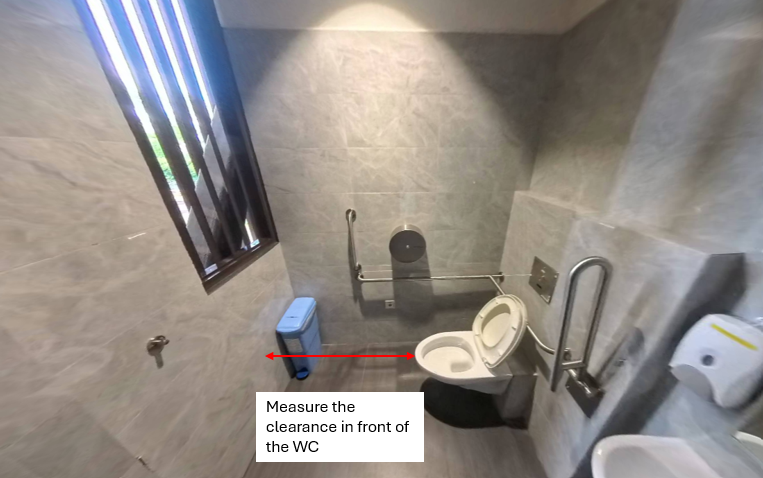 Measure the
clearance in front of
the WC